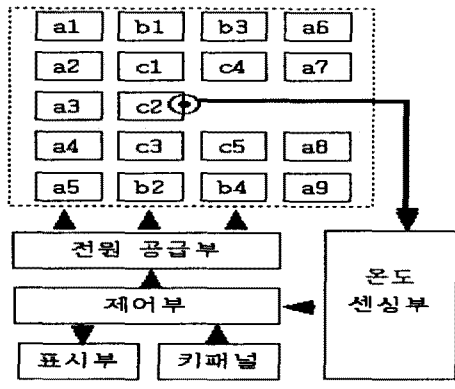 a1 b1 b3 a6
a2 c1 c4 a7
a3 c2
a4 c3 c5 a8
a5 b2 b4 a9
전원 공급부
온도
센싱부
제어부
표시부 키패널